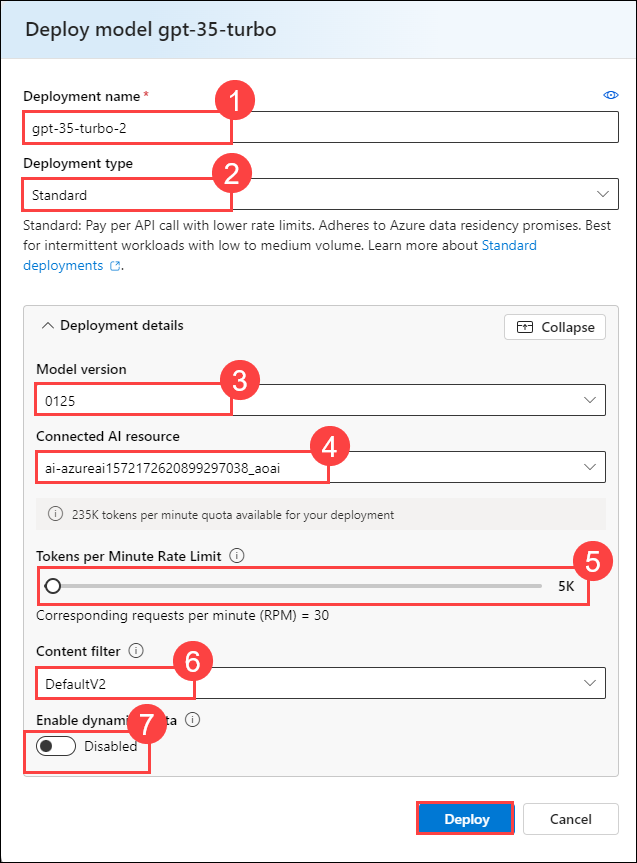 Deploy model gpt-35-turbo
Deployment name *
1
gpt-35-turbo-2
Deployment type
2
Standard
Standard: Pay per API call with lower rate limits. Adheres to Azure data residency promises. Best
for intermittent workloads with low to medium volume. Learn more about Standard
deployments.
Deployment details
Collapse
Model version
3
0125
Connected AI resource
4
ai-azureai1572172620899297038_aoai
235K tokens per minute quota available for your deployment
Tokens per Minute Rate Limit
5
5K
Corresponding requests per minute (RPM) = 30
Content filter
6
DefaultV2
Enable
7
Disabled
Deploy
Cancel